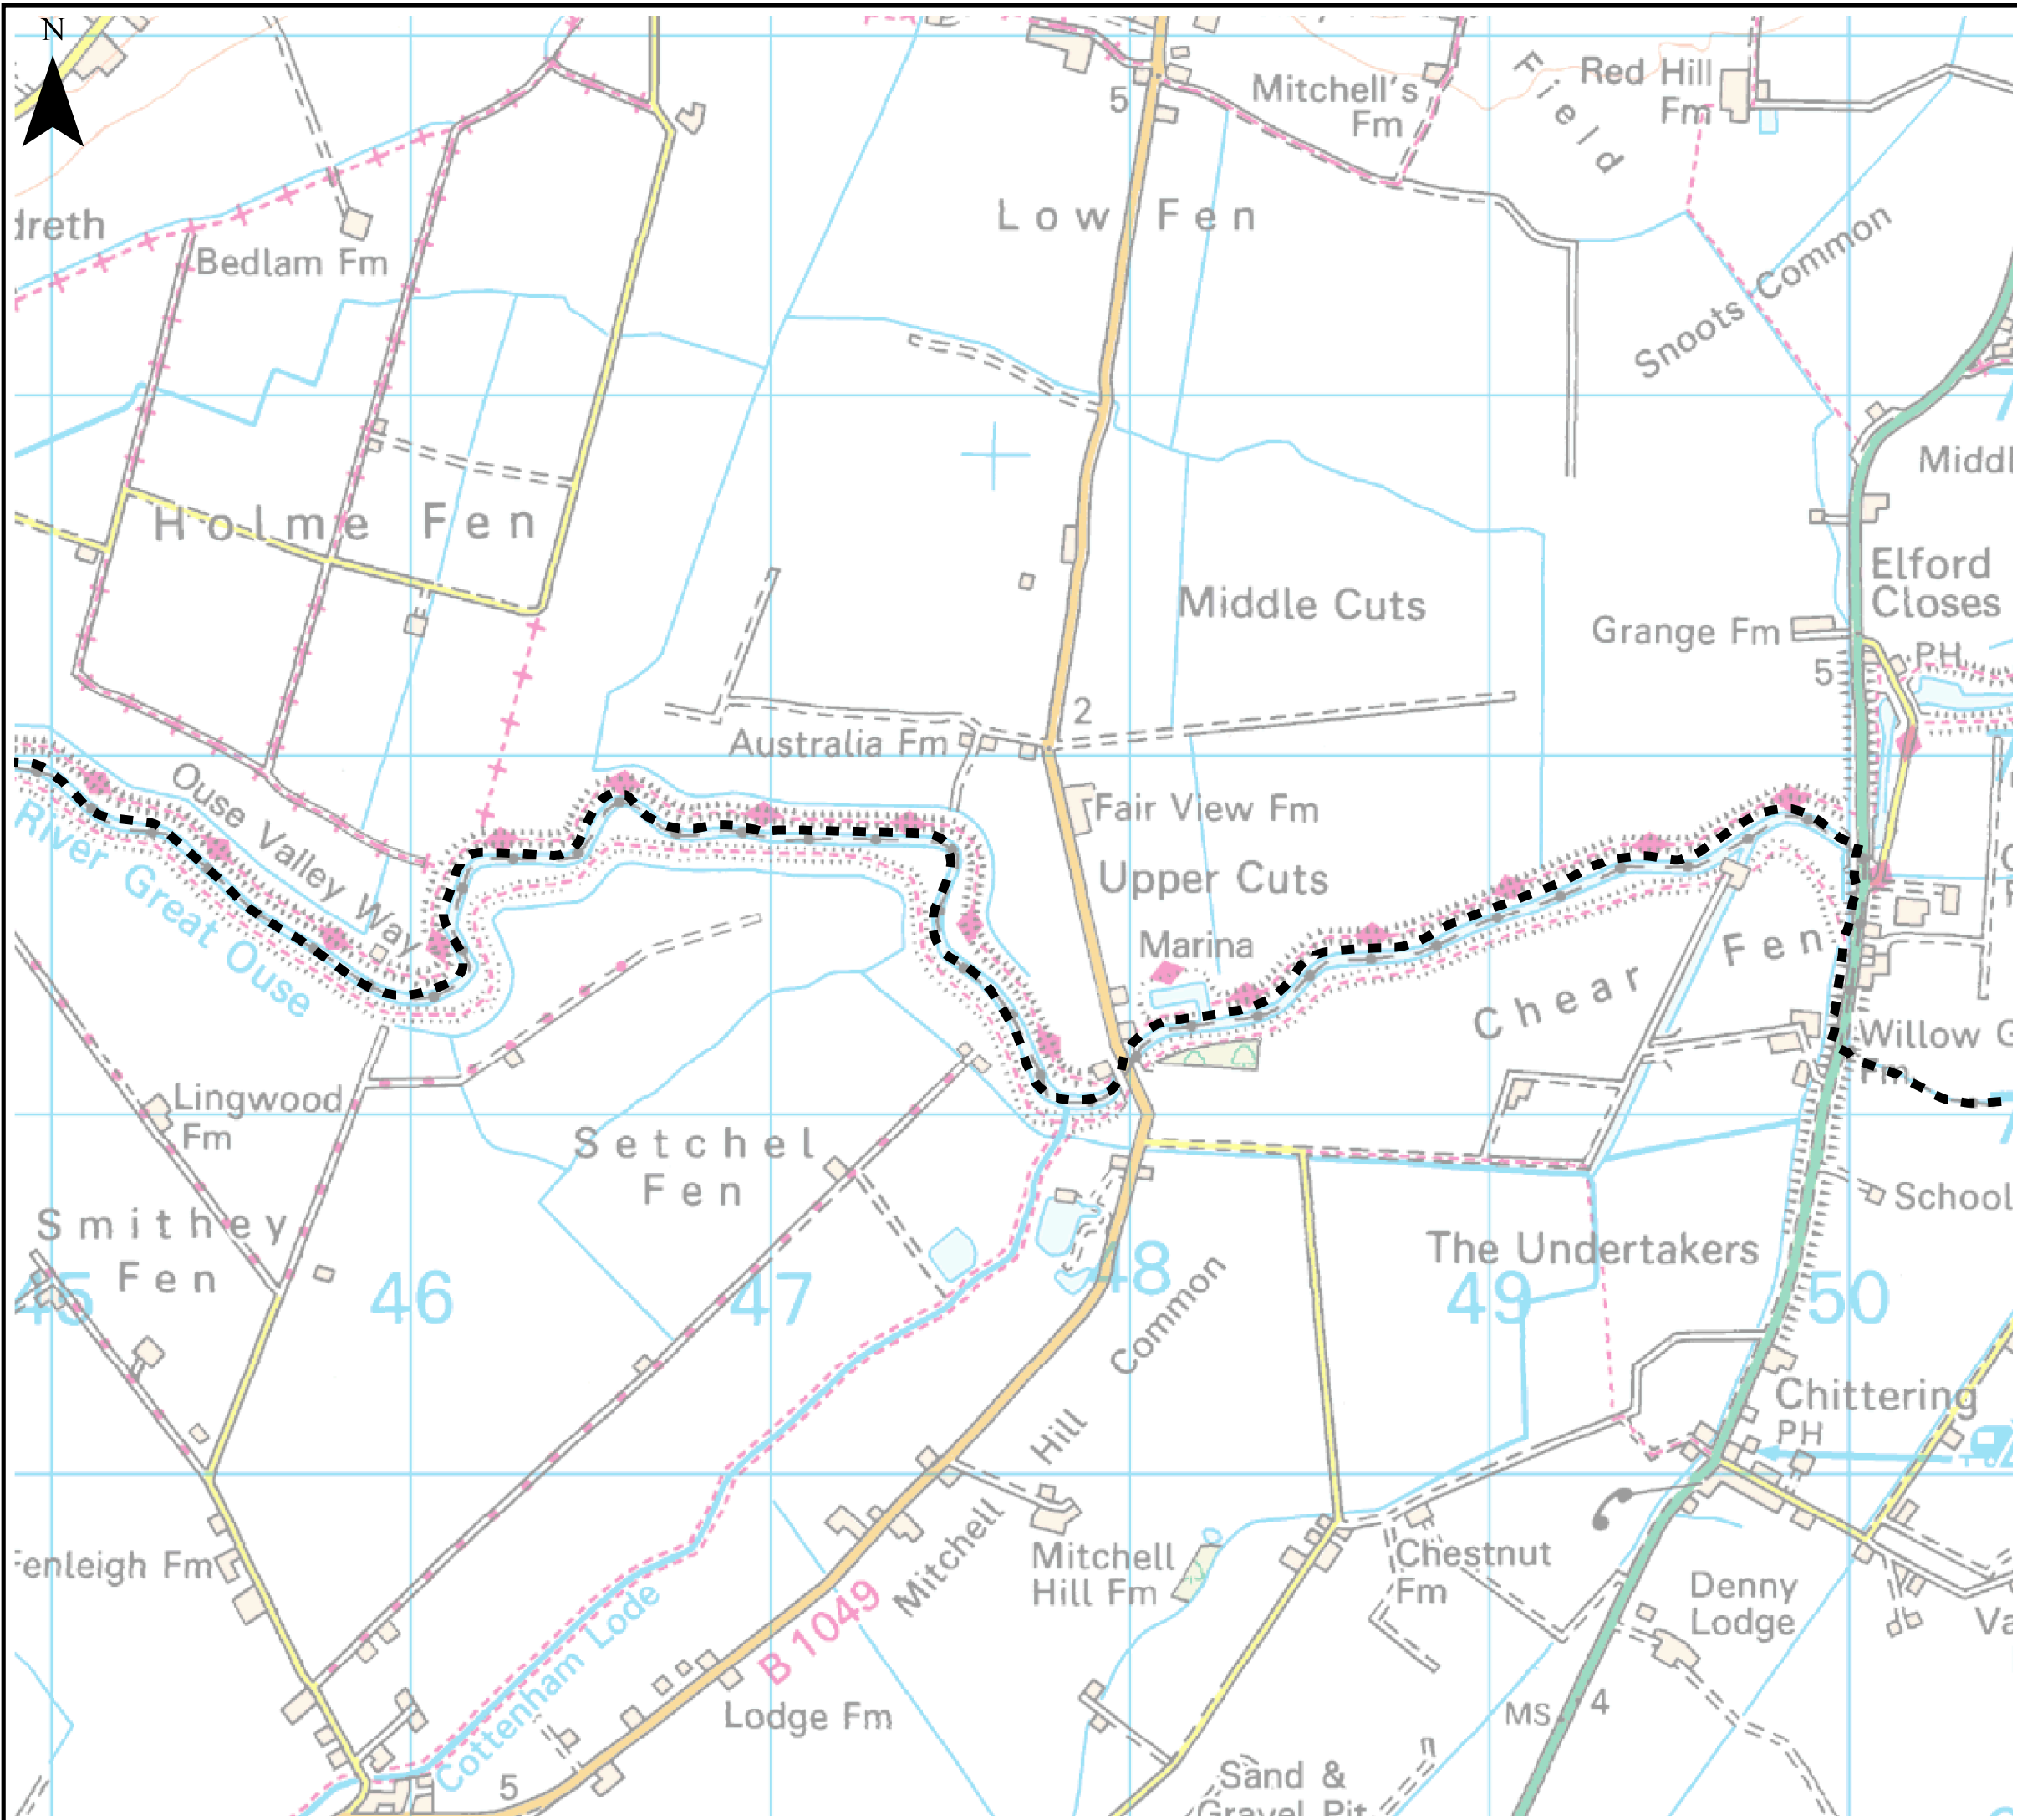 N
5
Mitchell's
Fm
Field
Red Hill
Fm
dreth
Bedlam Fm
Low Fen
Snoots Common
Holme Fen
Middl
Middle Cuts
Elford
Closes
Grange Fm
PH
5
2
Australia Fm
Ouse Valley Way
River Great Ouse
Fair View Fm
Upper Cuts
Marina
Chear Fen
Willow G
Fm
Lingwood
Fm
Setchel
Fen
Smithey
Fen
School
The Undertakers
45
46
47
48
49
50
Common
Chittering
PH
Hill
Mitchell
Mitchell
Hill Fm
Fenleigh Fm
Chestnut
Fm
Denny
Lodge
Va
B 1049
Cottenham Lode
Lodge Fm
MS
4
5
Sand &
Gravel Pit